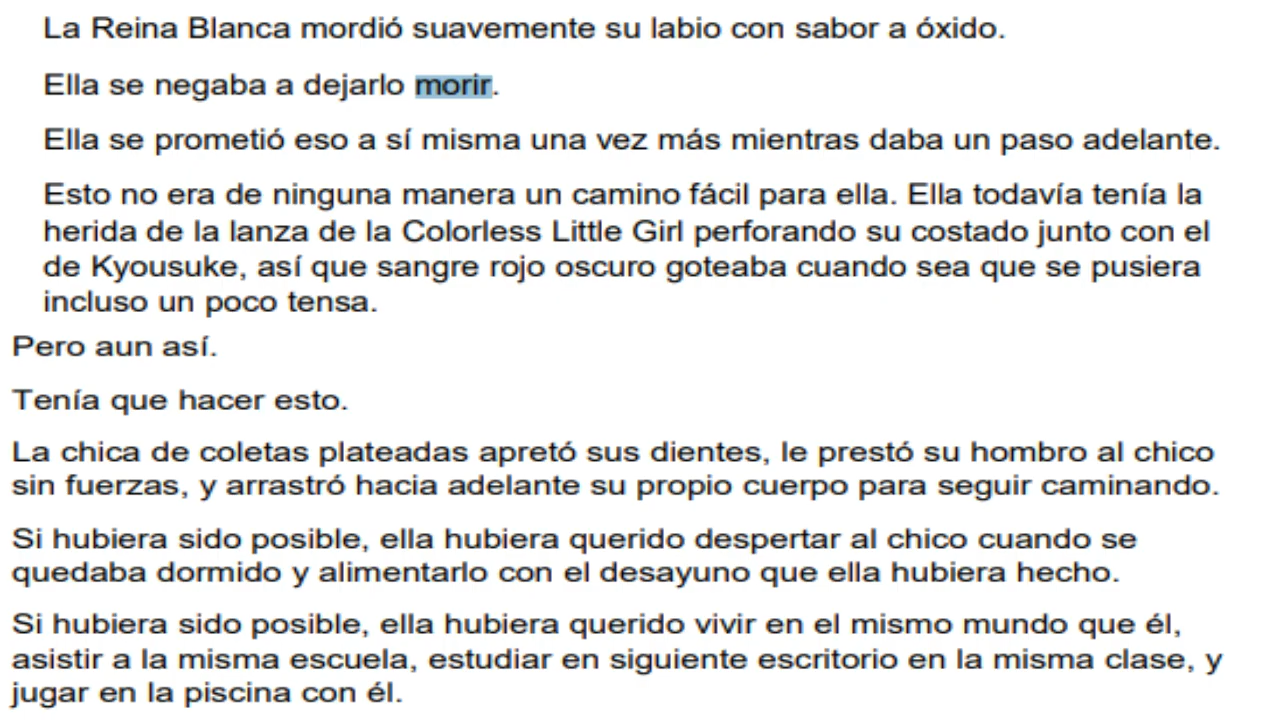 La Reina Blanca mordió suavemente su labio con sabor a óxido.
Ella se negaba a dejarlo morir.
Ella se prometió eso a sí misma una vez más mientras daba un paso adelante.
Esto no era de ninguna manera un camino fácil para ella. Ella todavía tenía la
herida de la lanza de la Colorless Little Girl perforando su costado junto con el
de Kyousuke, así que sangre rojo oscuro goteaba cuando sea que se pusiera
incluso un poco tensa.
Pero aun así.
Tenía que hacer esto.
La chica de coletas plateadas apretó sus dientes, le prestó su hombro al chico
sin fuerzas, y arrastró hacia adelante su propio cuerpo para seguir caminando.
Si hubiera sido posible, ella hubiera querido despertar al chico cuando se
quedaba dormido y alimentarlo con el desayuno que ella hubiera hecho.
Si hubiera sido posible, ella hubiera querido vivir en el mismo mundo que él,
asistir a la misma escuela, estudiar en siguiente escritorio en la misma clase, y
jugar en la piscina con él.